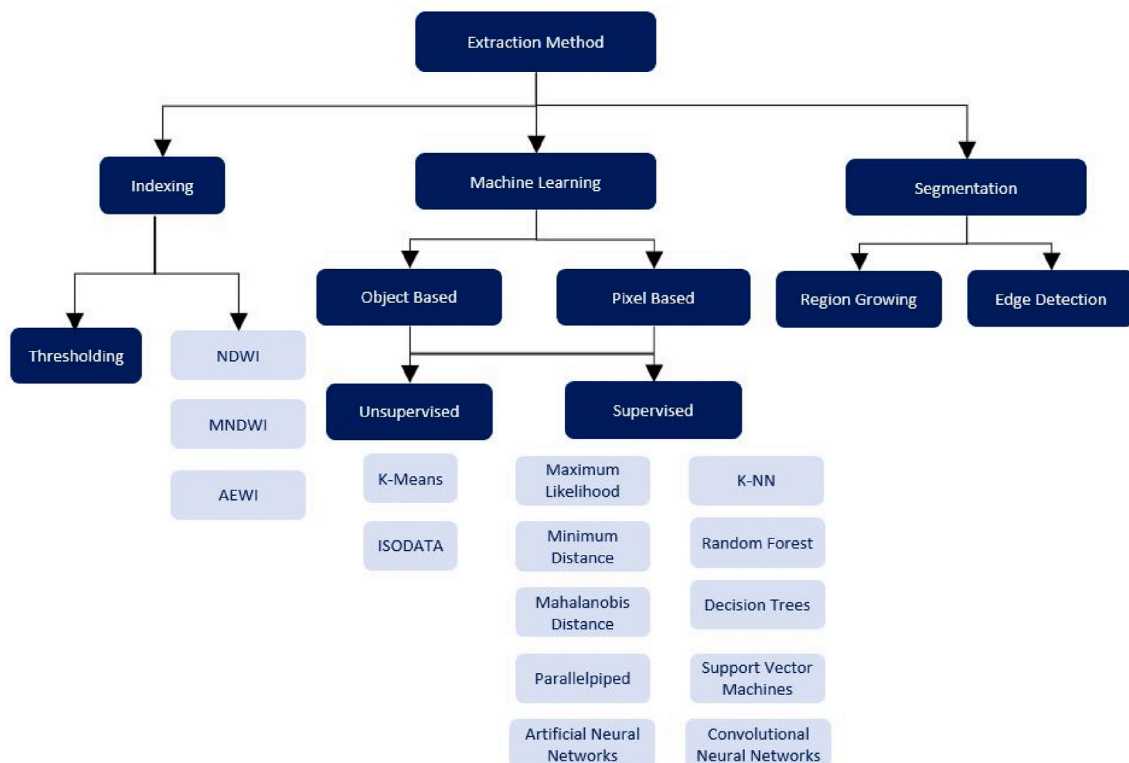 Extraction Method
Indexing
Machine Learning
Segmentation
Object Based
Pixel Based
Region Growing
Edge Detection
Thresholding
NDWI
MNDWI
AEWI
Unsupervised
Supervised
K-Means
ISODATA
Maximum
Likelihood
Minimum
Distance
Mahalanobis
Distance
Parallelpiped
Artificial Neural
Networks
K-NN
Random Forest
Decision Trees
Support Vector
Machines
Convolutional
Neural Networks